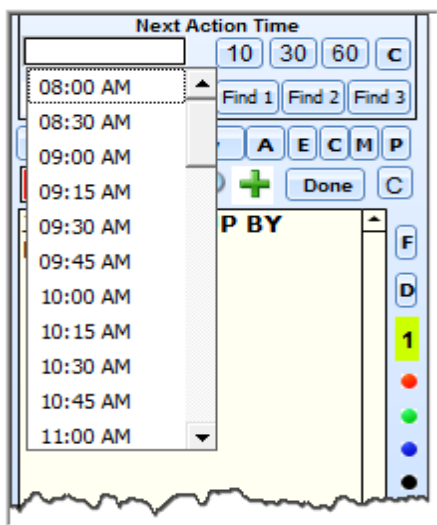 Next Action Time
10 30 60 C
08:00 AM
Find 1 Find 2 Find 3
08:30 AM
09:00 AM
A E C M P
09:15 AM
Done C
09:30 AM
P BY
F
09:45 AM
10:00 AM
D
10:15 AM
1
10:30 AM
10:45 AM
11:00 AM